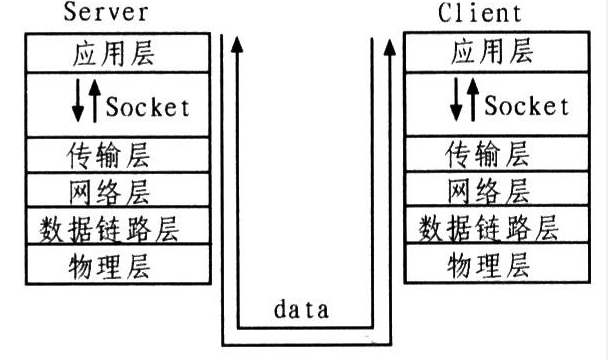 Server
应用层
Socket
传输层
网络层
数据链路层
物理层
data
Client
应用层
Socket
传输层
网络层
数据链路层
物理层